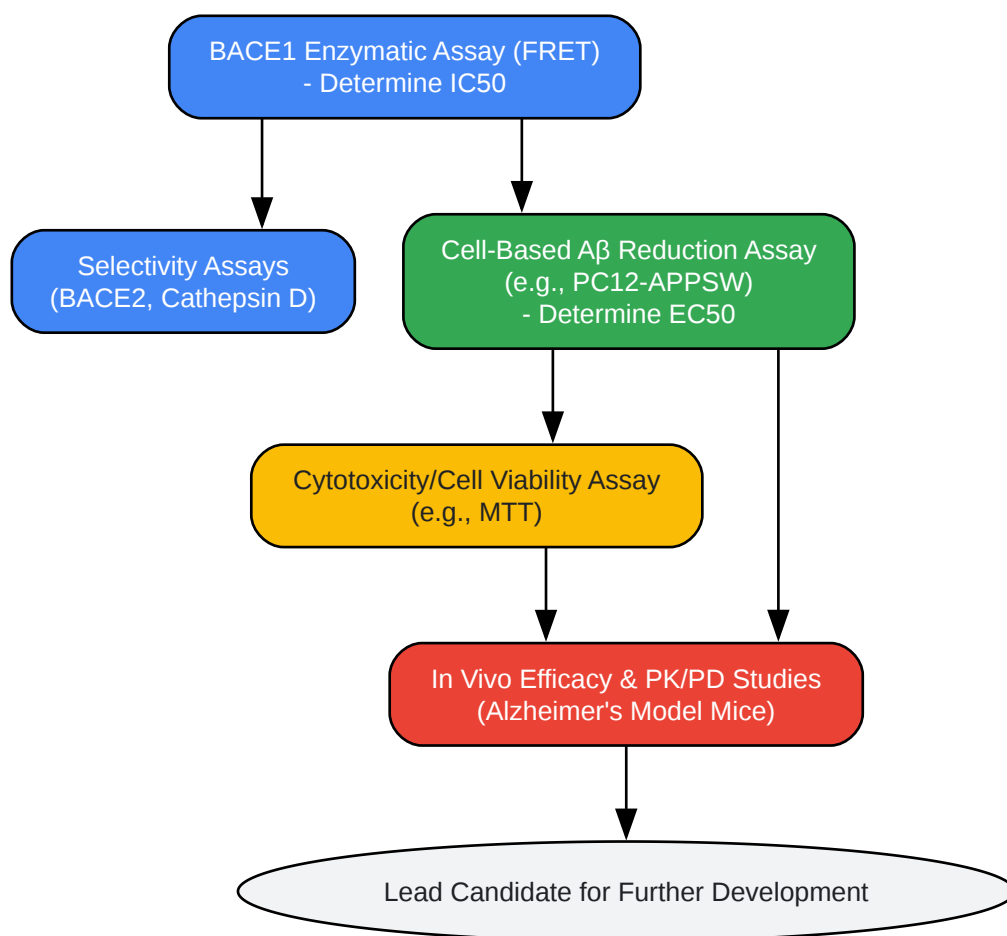 BACE1 Enzymatic Assay (FRET)
- Determine IC50
Selectivity Assays
(BACE2, Cathepsin D)
Cell-Based Aβ Reduction Assay
(e.g., PC12-APPSW)
- Determine EC50
Cytotoxicity/Cell Viability Assay
(e.g., MTT)
In Vivo Efficacy & PK/PD Studies
(Alzheimer's Model Mice)
Lead Candidate for Further Development